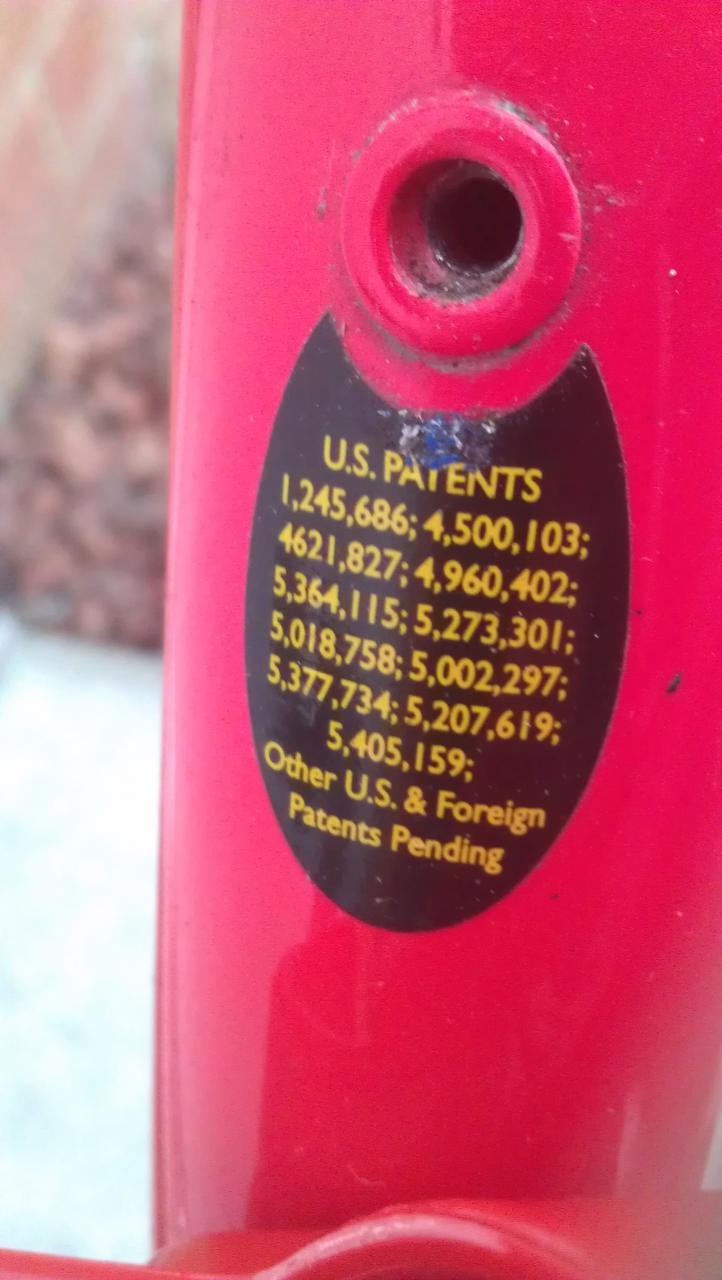 U.S. PATENTS
1,245,686; 4,500,103;
4621,827; 4,960,402;
5,364,115; 5,273,301;
5,018,758; 5,002,297;
5,377,734; 5,207,619;
5,405,159;
Other U.S. & Foreign
Patents Pending